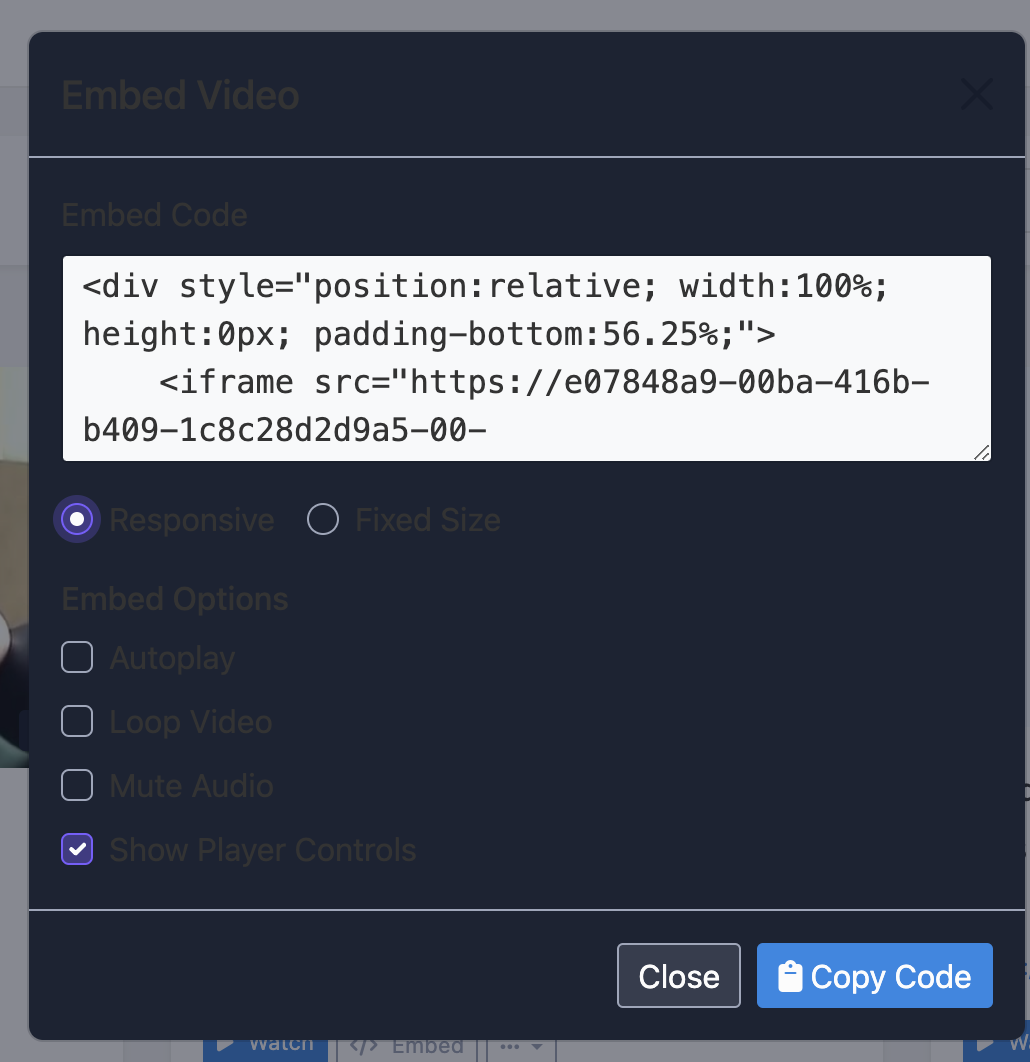 Embed Video
Embed Code
<div style="position:relative; width:100%;
height:0px; padding-bottom:56.25%;">
<iframe src="https://e07848a9-00ba-416b-
b409-1c8c28d2d9a5-00-
Responsive Fixed Size
Embed Options
Autoplay
Loop Video
Mute Audio
Show Player Controls
Close Copy Code
Watch </> Embed ...